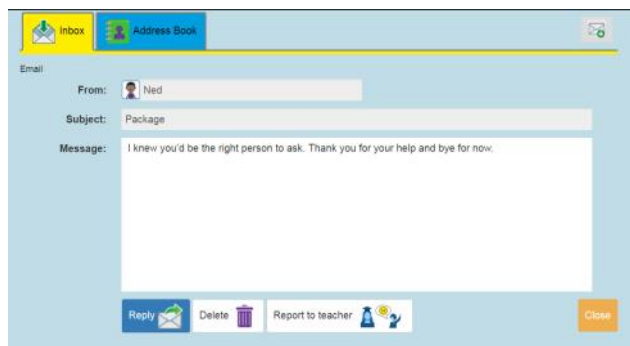 Inbox Address Book
Email
From: Ned
Subject: Package
Message: I knew you'd be the right person to ask. Thank you for your help and bye for now.
Reply Delete Report to teacher Close